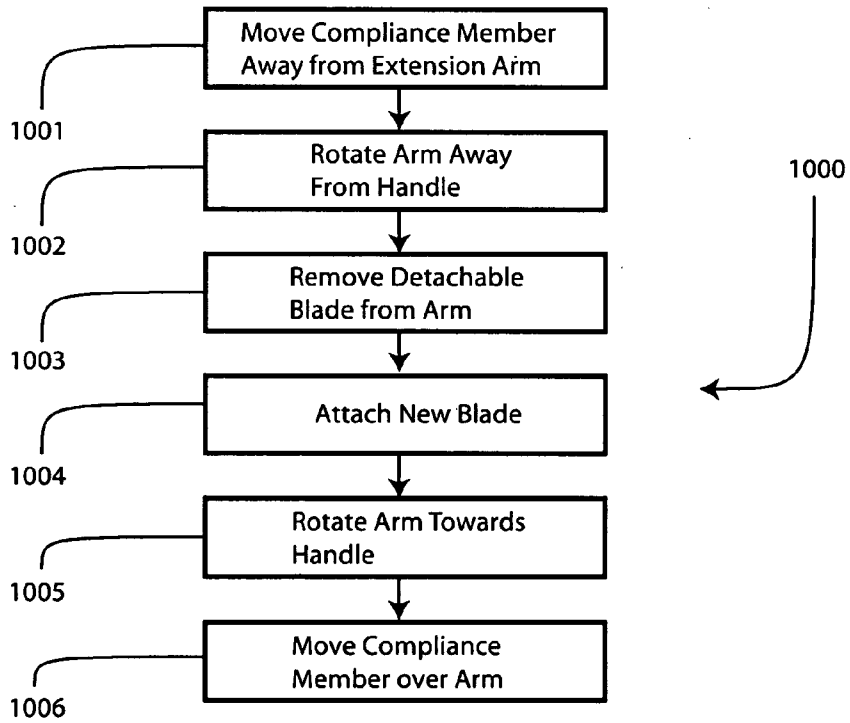 Move Compliance Member
Away from Extension Arm
1001
Rotate Arm Away
From Handle
1000
1002
Remove Detachable
Blade from Arm
1003
Attach New Blade
1004
Rotate Arm Towards
Handle
1005
Move Compliance
Member over Arm
1006